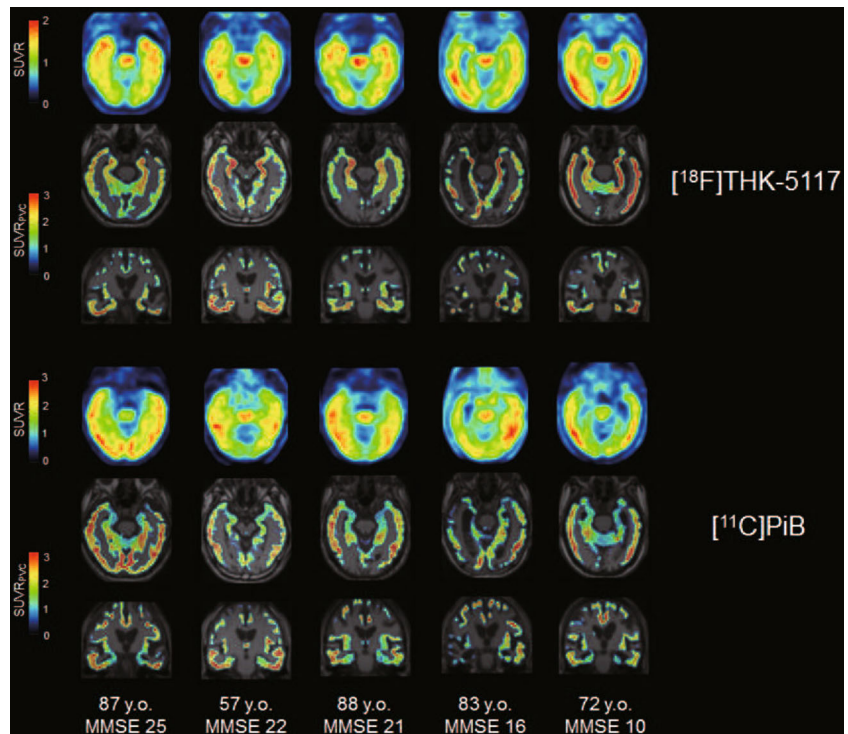 2
SUVR
1
0
[¹⁸F]THK-5117
3
SUVRPVC
2
1
0
3
SUVR
2
1
0
[¹¹C]PiB
3
SUVRPVC
2
1
0
87 y.o. 57 y.o. 88 y.o. 83 y.o. 72 y.o.
MMSE 25 MMSE 22 MMSE 21 MMSE 16 MMSE 10